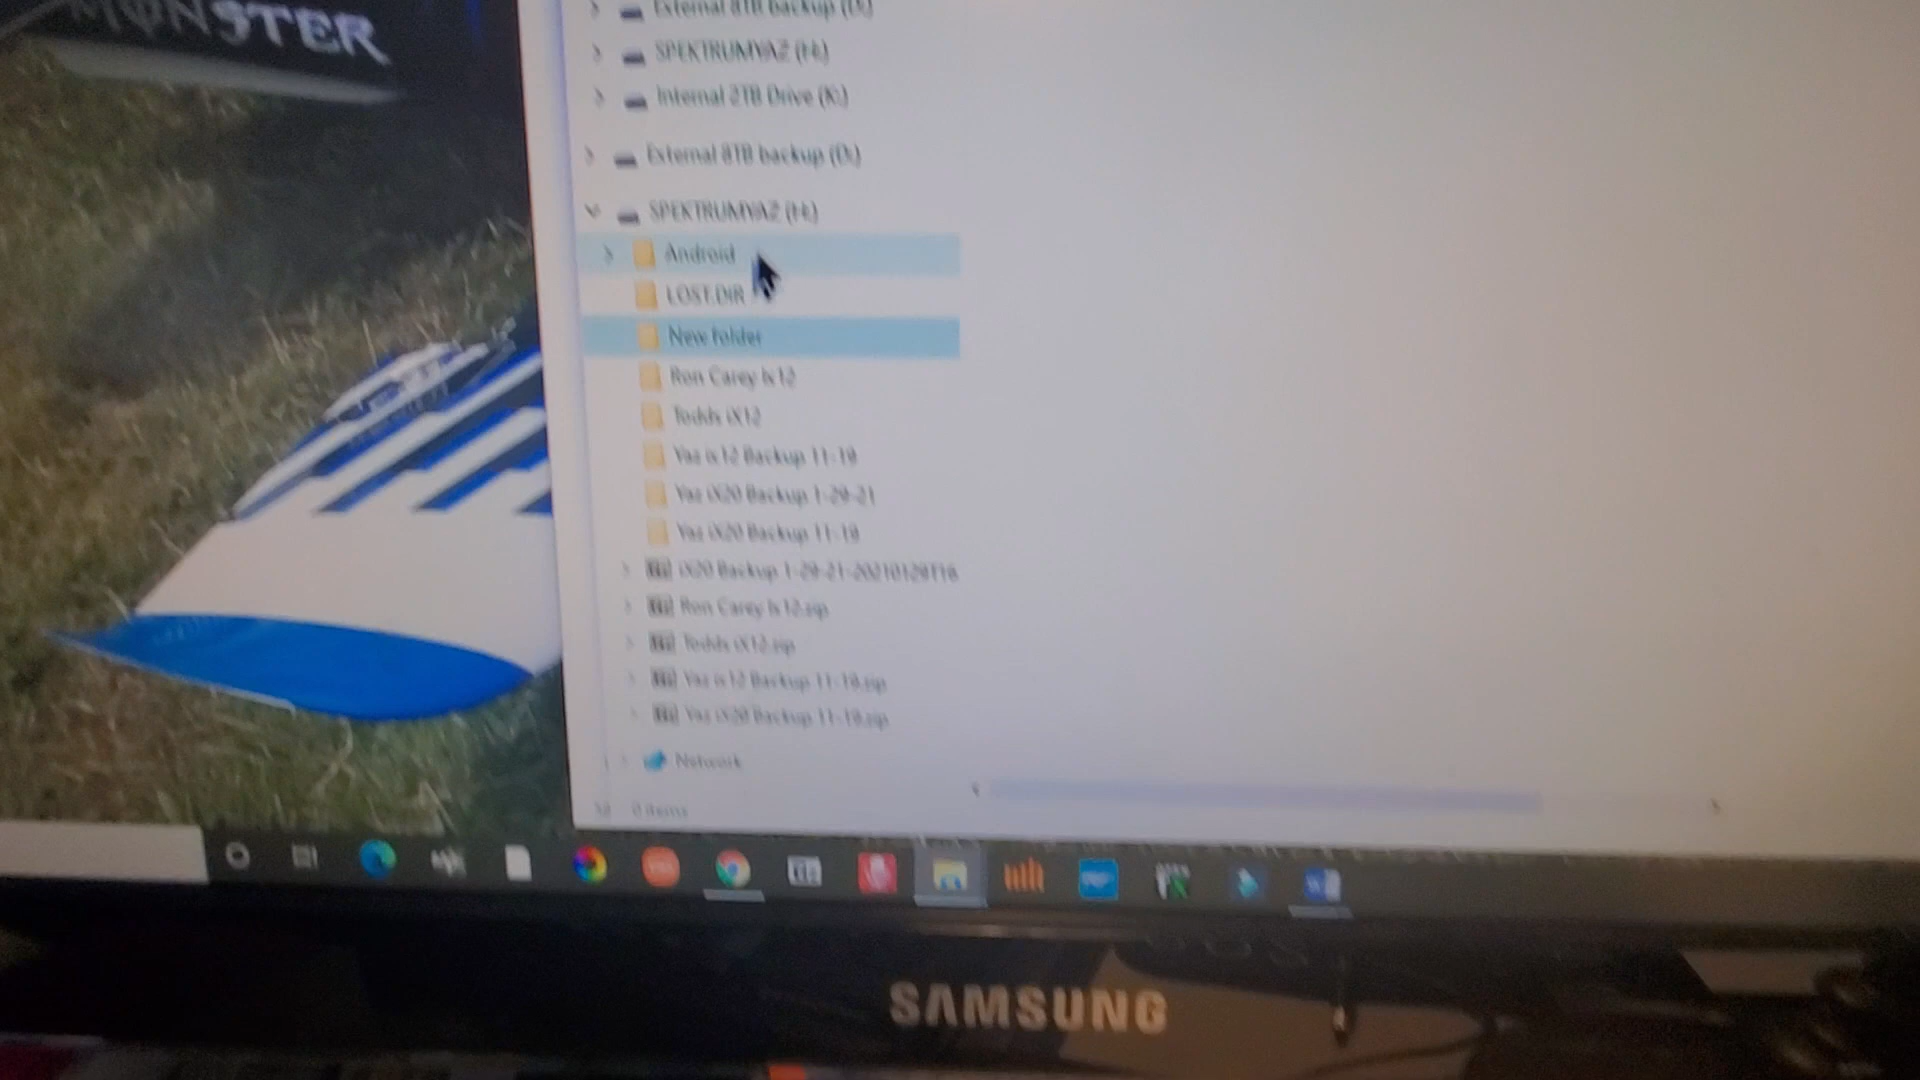 MONSTER
External 8TB backup (D:)
SPEKTRUMYAZ (H:)
Internal 2TB Drive (K:)
External 8TB backup (D:)
SPEKTRUMYAZ (H:)
Android
LOST.DIR
New folder
Ron Carey Ix12
Todds iX12
Yaz ix12 Backup 11-19
Yaz iX20 Backup 1-29-21
Yaz iX20 Backup 11-19
iX20 Backup 1-29-21-20210129T16
Ron Carey Ix12.zip
Todds iX12.zip
Yaz ix12 Backup 11-19.zip
Yaz iX20 Backup 11-19.zip
Network
0 items
SAMSUNG